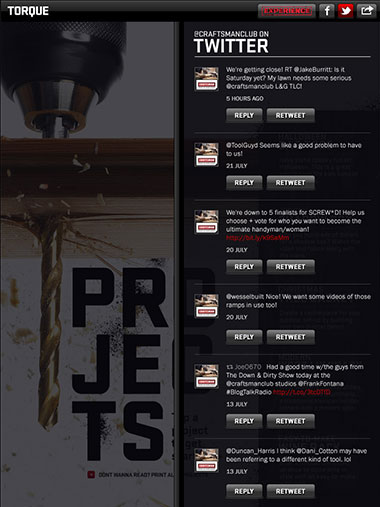 TORQUE
EXPERIENCE
@CRAFTSMANCLUB ON
TWITTER
We're getting close! RT @JakeBurritt: Is it
Saturday yet? My lawn needs some serious
@craftsmanclub L&G TLC!
5 HOURS AGO
REPLY RETWEET
@ToolGuyd Seems like a good problem to have
to us!
21 JULY
REPLY RETWEET
We're down to 5 finalists for SCREW*D! Help us
choose + vote for who you want to become the
ultimate handyman/woman!
20 JULY
REPLY RETWEET
@wesselbuilt Nice! We want some videos of those
ramps in use too!
20 JULY
REPLY RETWEET
Joe0670 Had a good time w/the guys from
The Down & Dirty Show today at the
@craftsmanclub studios @FrankFontana
#BlogTalkRadio
13 JULY
REPLY RETWEET
@Duncan_Harris I think @Dani_Cotton may have
been referring to a different kind of tool. lol
13 JULY
REPLY RETWEET
PRO
JEC
TS
DON'T WANNA READ? PRINT AL